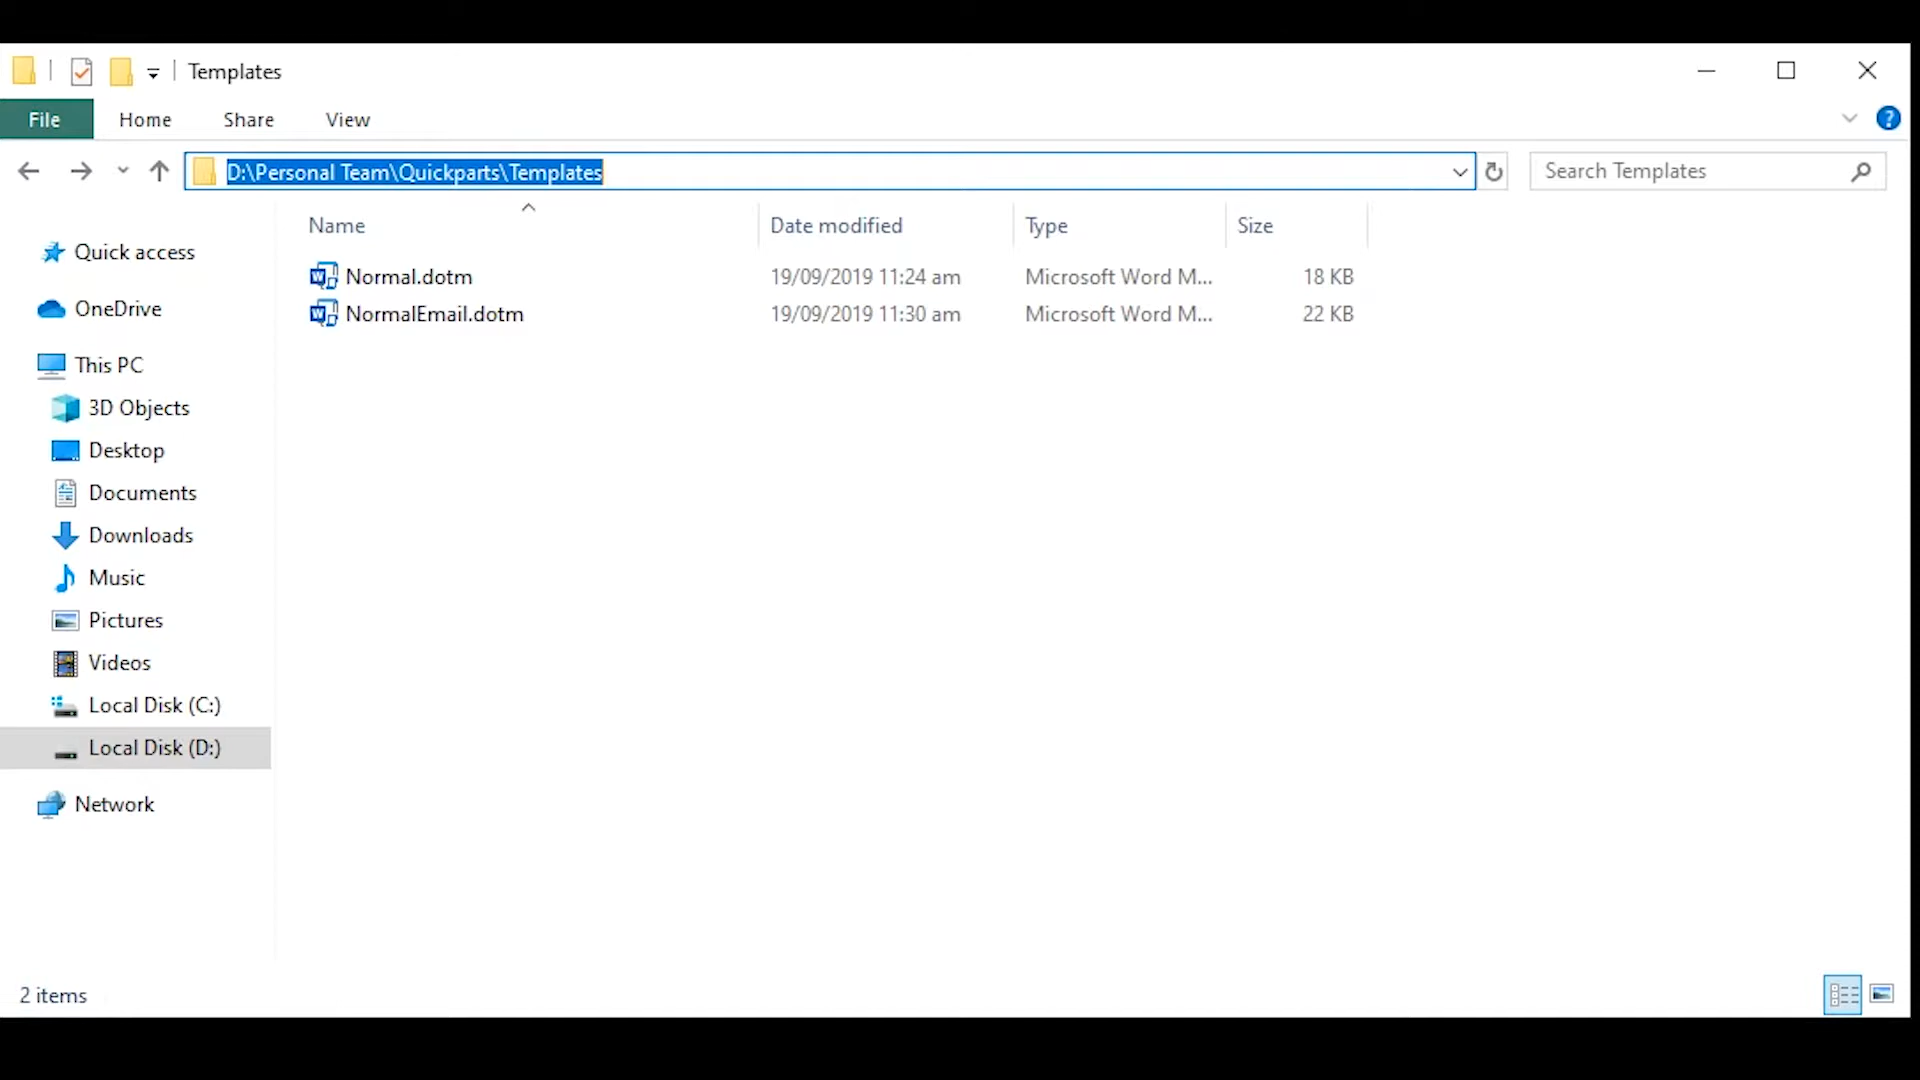 Templates
File Home Share View
?
D:\Personal Team\Quickparts\Templates
Search Templates
Name Date modified Type Size
Normal.dotm 19/09/2019 11:24 am Microsoft Word M... 18 KB
NormalEmail.dotm 19/09/2019 11:30 am Microsoft Word M... 22 KB
Quick access
OneDrive
This PC
3D Objects
Desktop
Documents
Downloads
Music
Pictures
Videos
Local Disk (C:)
Local Disk (D:)
Network
2 items